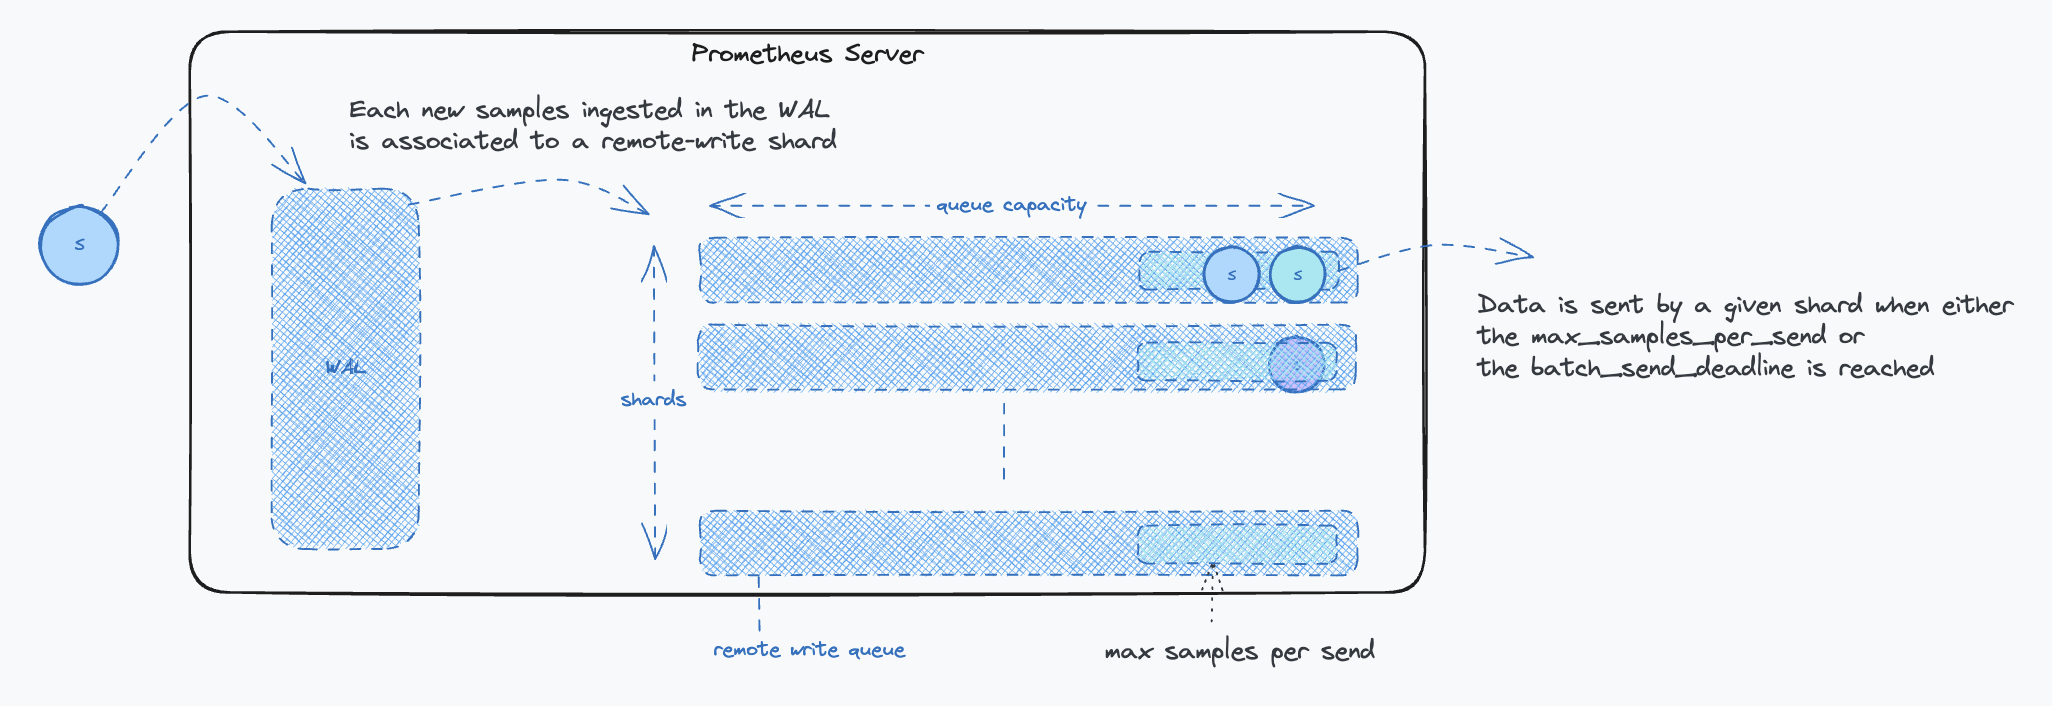 Prometheus Server
Each new samples ingested in the WAL
is associated to a remote-write shard
s
queue capacity
s
s
WAL
shards
Data is sent by a given shard when either
the max_samples_per_send or
the batch_send_deadline is reached
remote write queue
max samples per send